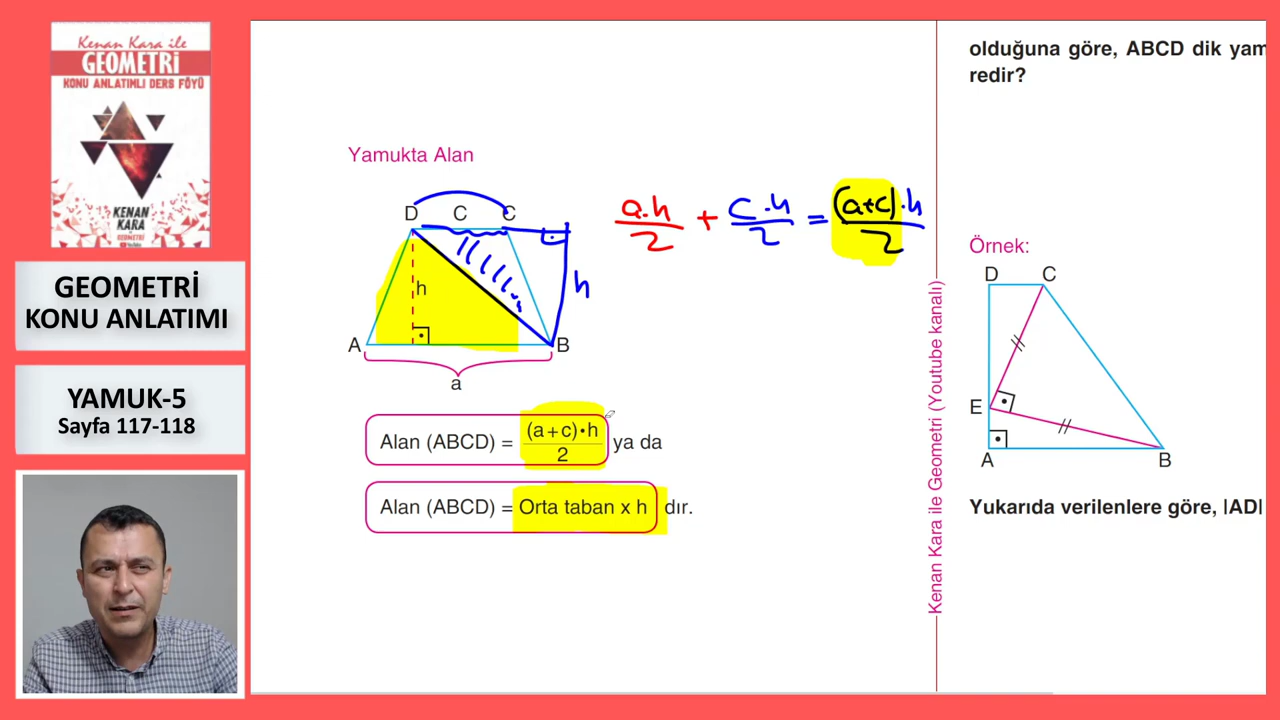 Kenan Kara ile
GEOMETRİ
KONU ANLATIMLI DERS FÖYÜ
KENAN
KARA
GEOMETRİ
KONU ANLATIMI
YAMUK-5
Sayfa 117-118
Yamukta Alan
D C C
h
h
A B
a
a.h/2 + c.h/2 = (a+c).h/2
Alan (ABCD) = (a+c)•h/2 ya da
Alan (ABCD) = Orta taban x h dır.
Kenan Kara ile Geometri (Youtube kanalı)
olduğuna göre, ABCD dik yam
redir?
Örnek:
D C
E
A B
Yukarıda verilenlere göre, |AD|